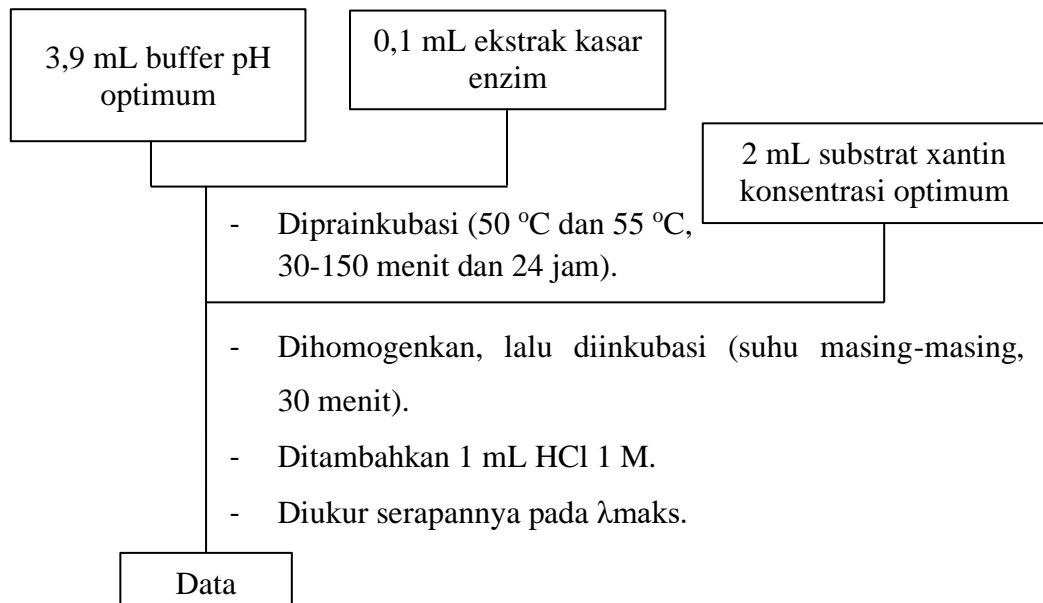 3,9 mL buffer pH
optimum
0,1 mL ekstrak kasar
enzim
2 mL substrat xantin
konsentrasi optimum
- Diprainkubasi (50 °C dan 55 °C,
30-150 menit dan 24 jam).
- Dihomogenkan, lalu diinkubasi (suhu masing-masing,
30 menit).
- Ditambahkan 1 mL HCl 1 M.
- Diukur serapannya pada λmaks.
Data